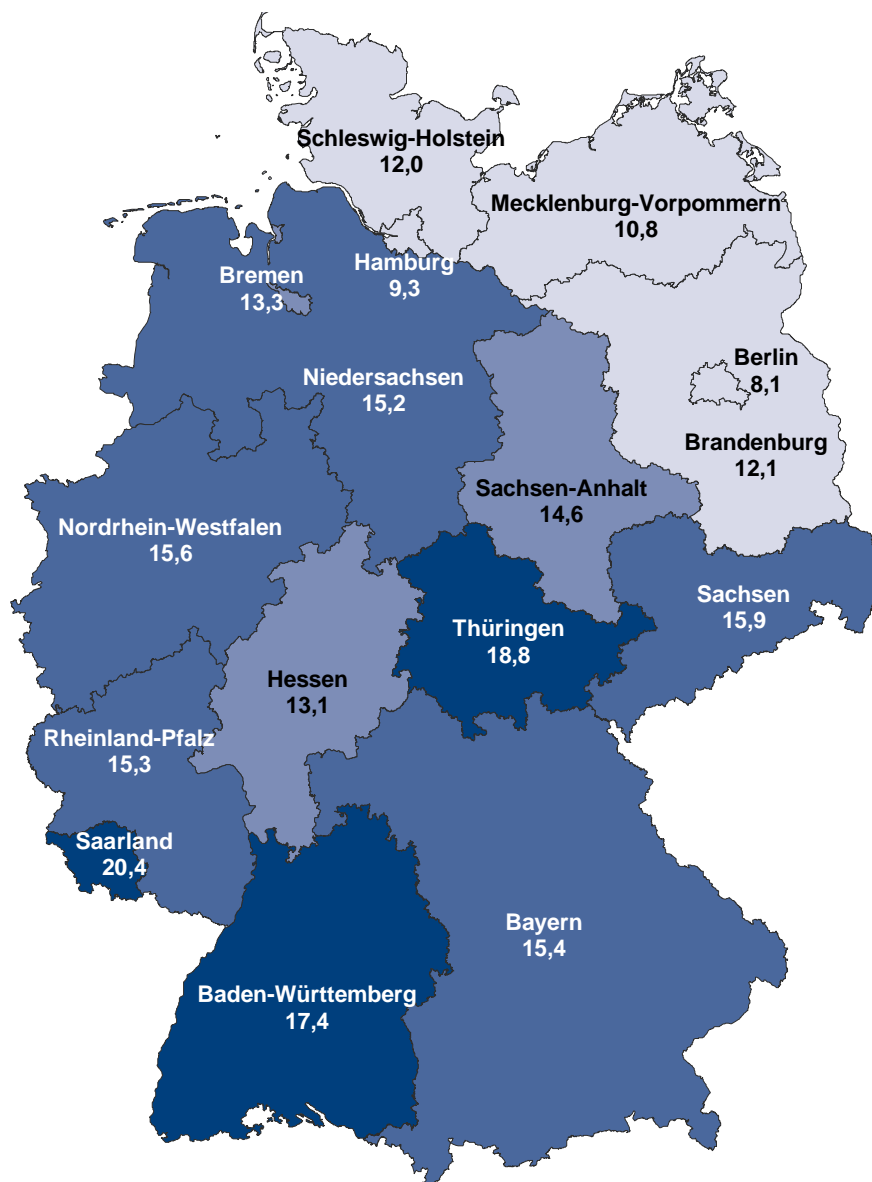 Schleswig-Holstein
12,0
Mecklenburg-Vorpommern
10,8
Hamburg
9,3
Bremen
13,3
Berlin
8,1
Niedersachsen
15,2
Brandenburg
12,1
Sachsen-Anhalt
14,6
Nordrhein-Westfalen
15,6
Sachsen
15,9
Thüringen
18,8
Hessen
13,1
Rheinland-Pfalz
15,3
Saarland
20,4
Bayern
15,4
Baden-Württemberg
17,4